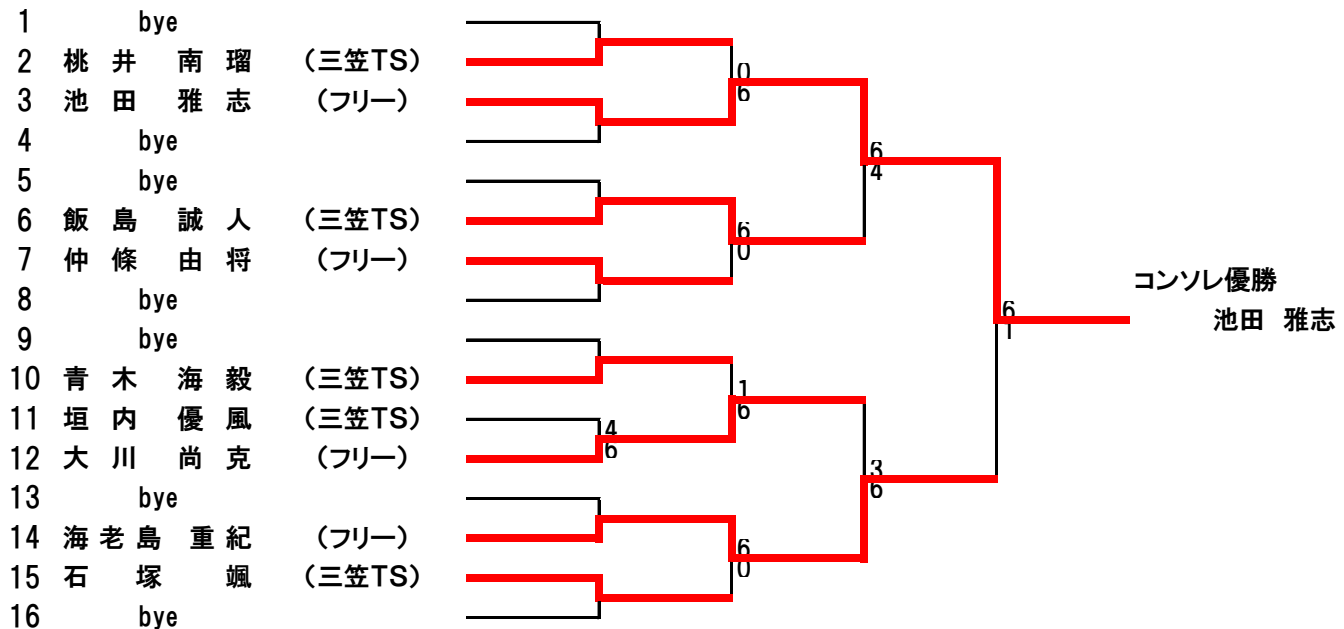 1 bye
2 桃井 南瑠 (三笠TS)
0
6
3 池田 雅志 (フリー)
4 bye
6
4
5 bye
6 飯島 誠人 (三笠TS)
6
0
7 仲條 由将 (フリー)
コンソレ優勝
8 bye
6
1
池田 雅志
9 bye
10 青木 海毅 (三笠TS)
1
6
11 垣内 優風 (三笠TS)
4
6
12 大川 尚克 (フリー)
3
6
13 bye
14 海老島 重紀 (フリー)
6
0
15 石塚 颯 (三笠TS)
16 bye